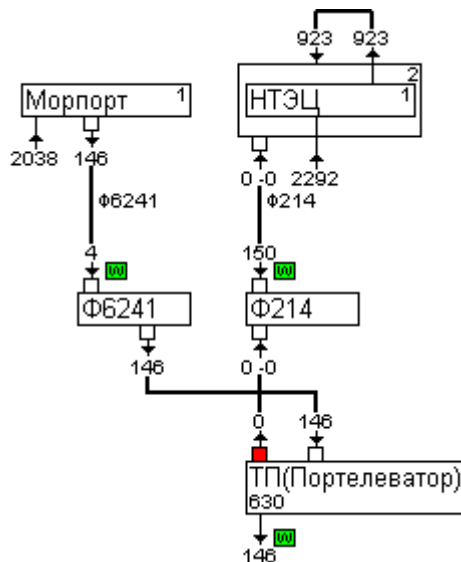 923 923
2
Морпорт 1
НТЭЦ 1
2038 146
0 -0 2292
Ф6241
Ф214
4
150
W
W
Ф6241
Ф214
146
0 -0
0 146
ТП(Портелеватор)
630
W
146